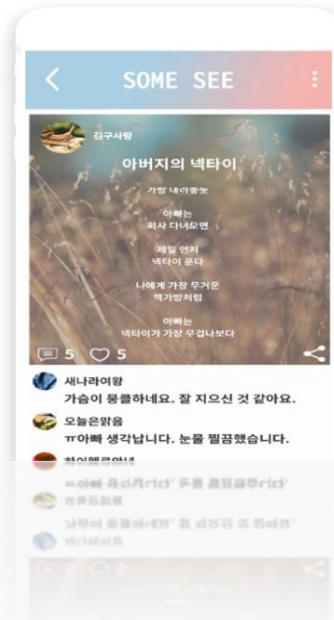 SOME SEE
김구사랑
아버지의 넥타이
가방 내려놓듯
아빠는
회사 다녀오면
제일 먼저
넥타이 푼다
나에게 가장 무거운
책가방처럼
아빠는
넥타이가 가장 무겁나보다
5 5
새나라여왕
가슴이 뭉클하네요. 잘 지으신 것 같아요.
오늘은맑음
ㅠ아빠 생각납니다. 눈물 찔끔했습니다.